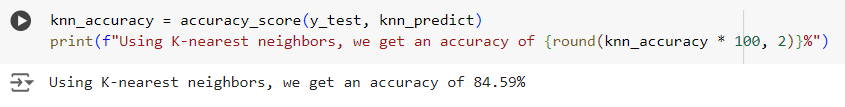 knn_accuracy = accuracy_score(y_test, knn_predict)
print(f"Using K-nearest neighbors, we get an accuracy of {round(knn_accuracy * 100, 2)}%")
Using K-nearest neighbors, we get an accuracy of 84.59%